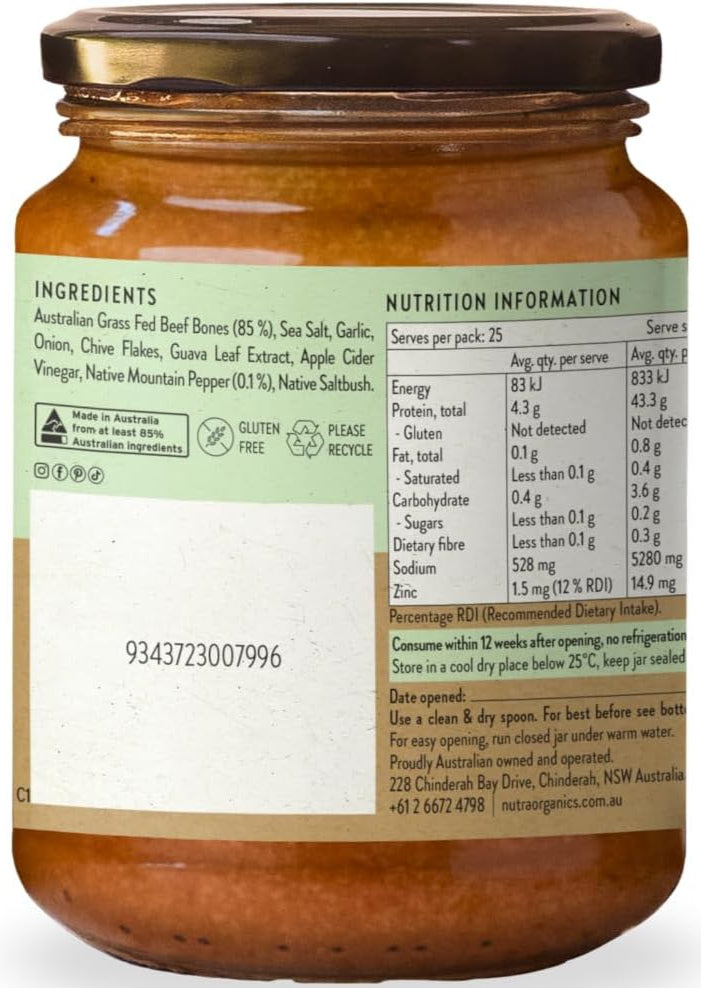 INGREDIENTS
Australian Grass Fed Beef Bones (85 %), Sea Salt, Garlic,
Onion, Chive Flakes, Guava Leaf Extract, Apple Cider
Vinegar, Native Mountain Pepper (0.1%), Native Saltbush.
Made in Australia
from at least 85%
Australian ingredients
GLUTEN
FREE
PLEASE
RECYCLE
9343723007996
C1
NUTRITION INFORMATION
Serves per pack: 25 Serve s
Avg. qty. per serve Avg. qty. p
Energy 83 kJ 833 kJ
Protein, total 4.3 g 43.3 g
- Gluten Not detected Not detec
Fat, total 0.1 g 0.8 g
- Saturated Less than 0.1 g 0.4 g
Carbohydrate 0.4 g 3.6 g
- Sugars Less than 0.1 g 0.2 g
Dietary fibre Less than 0.1 g 0.3 g
Sodium 528 mg 5280 mg
Zinc 1.5 mg (12 % RDI) 14.9 mg
Percentage RDI (Recommended Dietary Intake).
Consume within 12 weeks after opening, no refrigeration
Store in a cool dry place below 25°C, keep jar sealed
Date opened:
Use a clean & dry spoon. For best before see bott
For easy opening, run closed jar under warm water.
Proudly Australian owned and operated.
228 Chinderah Bay Drive, Chinderah, NSW Australia
+61 2 6672 4798 | nutraorganics.com.au